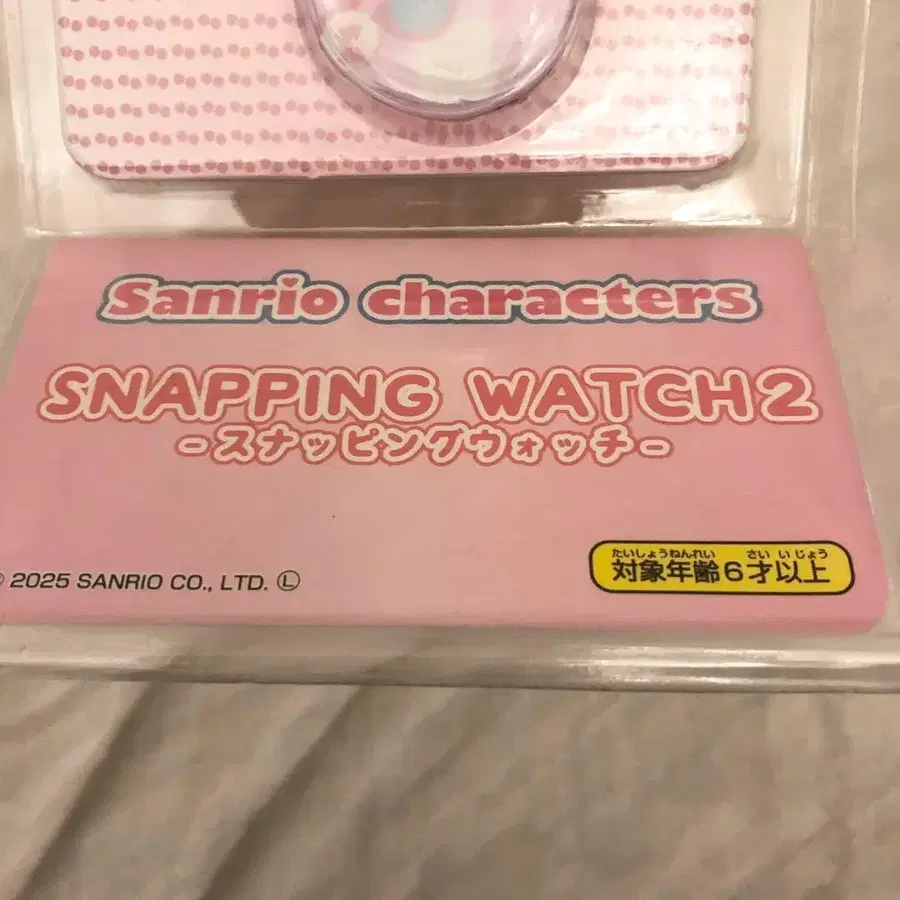 Sanrio characters
SNAPPING WATCH2
-スナッピングウォッチ-
© 2025 SANRIO CO., LTD. Ⓛ
たいしょうねんれい さい いじょう
対象年齢6才以上